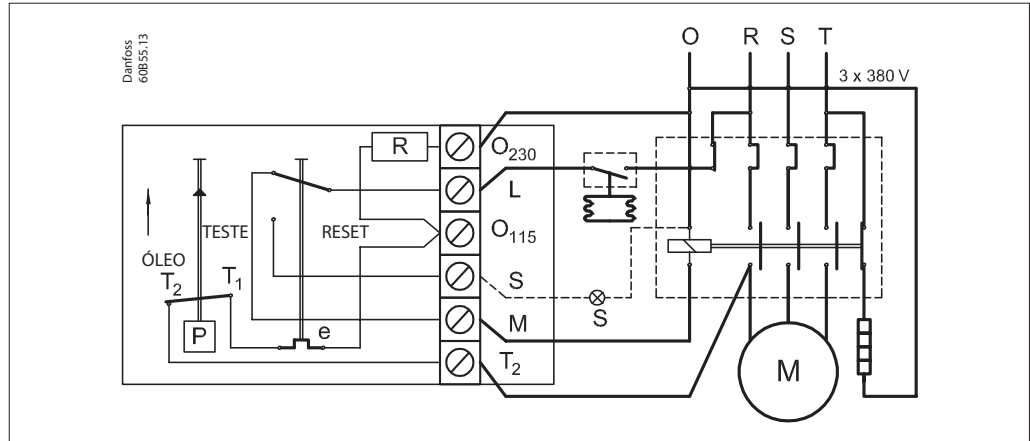 Danfoss
60B55.13
O R S T
3 x 380 V
R
O230
L
TESTE
RESET
O115
ÓLEO
T2
T1
S
S
P
e
M
T2
M